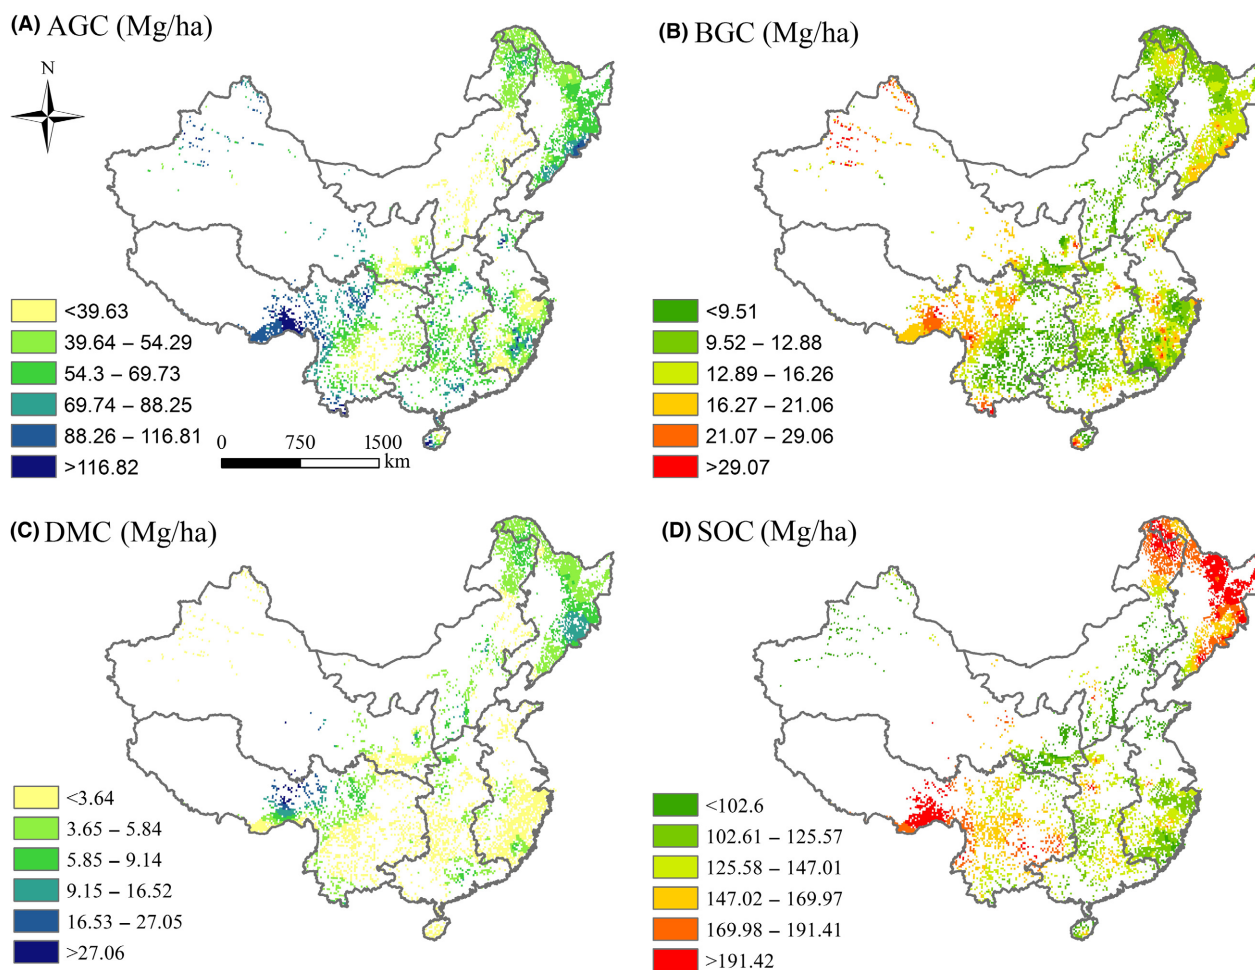 (A) AGC (Mg/ha)
N
<39.63
39.64 – 54.29
54.3 – 69.73
69.74 – 88.25
88.26 – 116.81
>116.82
0 750 1500
km
(B) BGC (Mg/ha)
<9.51
9.52 – 12.88
12.89 – 16.26
16.27 – 21.06
21.07 – 29.06
>29.07
(C) DMC (Mg/ha)
<3.64
3.65 – 5.84
5.85 – 9.14
9.15 – 16.52
16.53 – 27.05
>27.06
(D) SOC (Mg/ha)
<102.6
102.61 – 125.57
125.58 – 147.01
147.02 – 169.97
169.98 – 191.41
>191.42